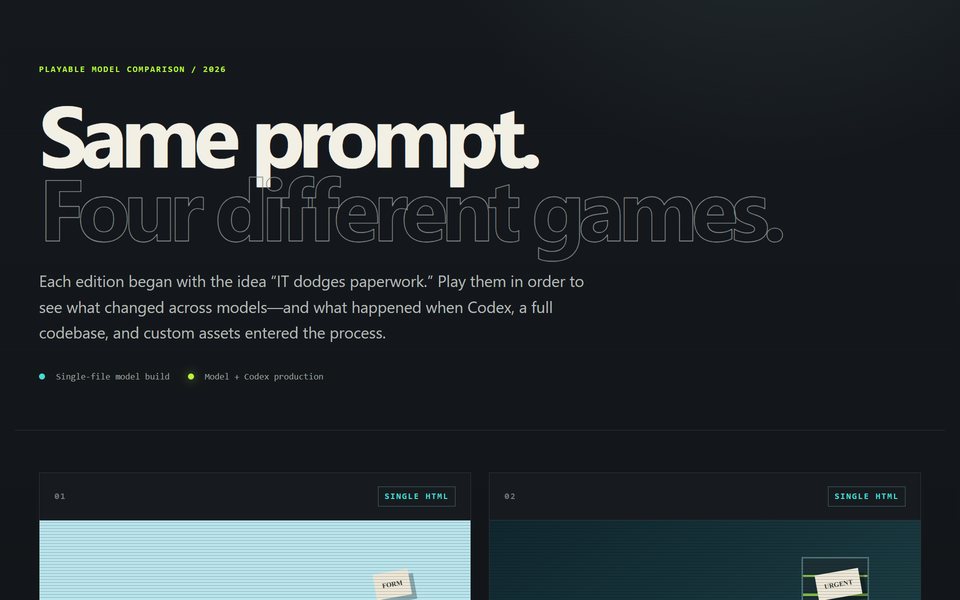 PLAYABLE MODEL COMPARISON / 2026
Same prompt.
Four different games.
Each edition began with the idea “IT dodges paperwork.” Play them in order to
see what changed across models—and what happened when Codex, a full
codebase, and custom assets entered the process.
Single-file model build
Model + Codex production
01
SINGLE HTML
02
SINGLE HTML
FORM
URGENT